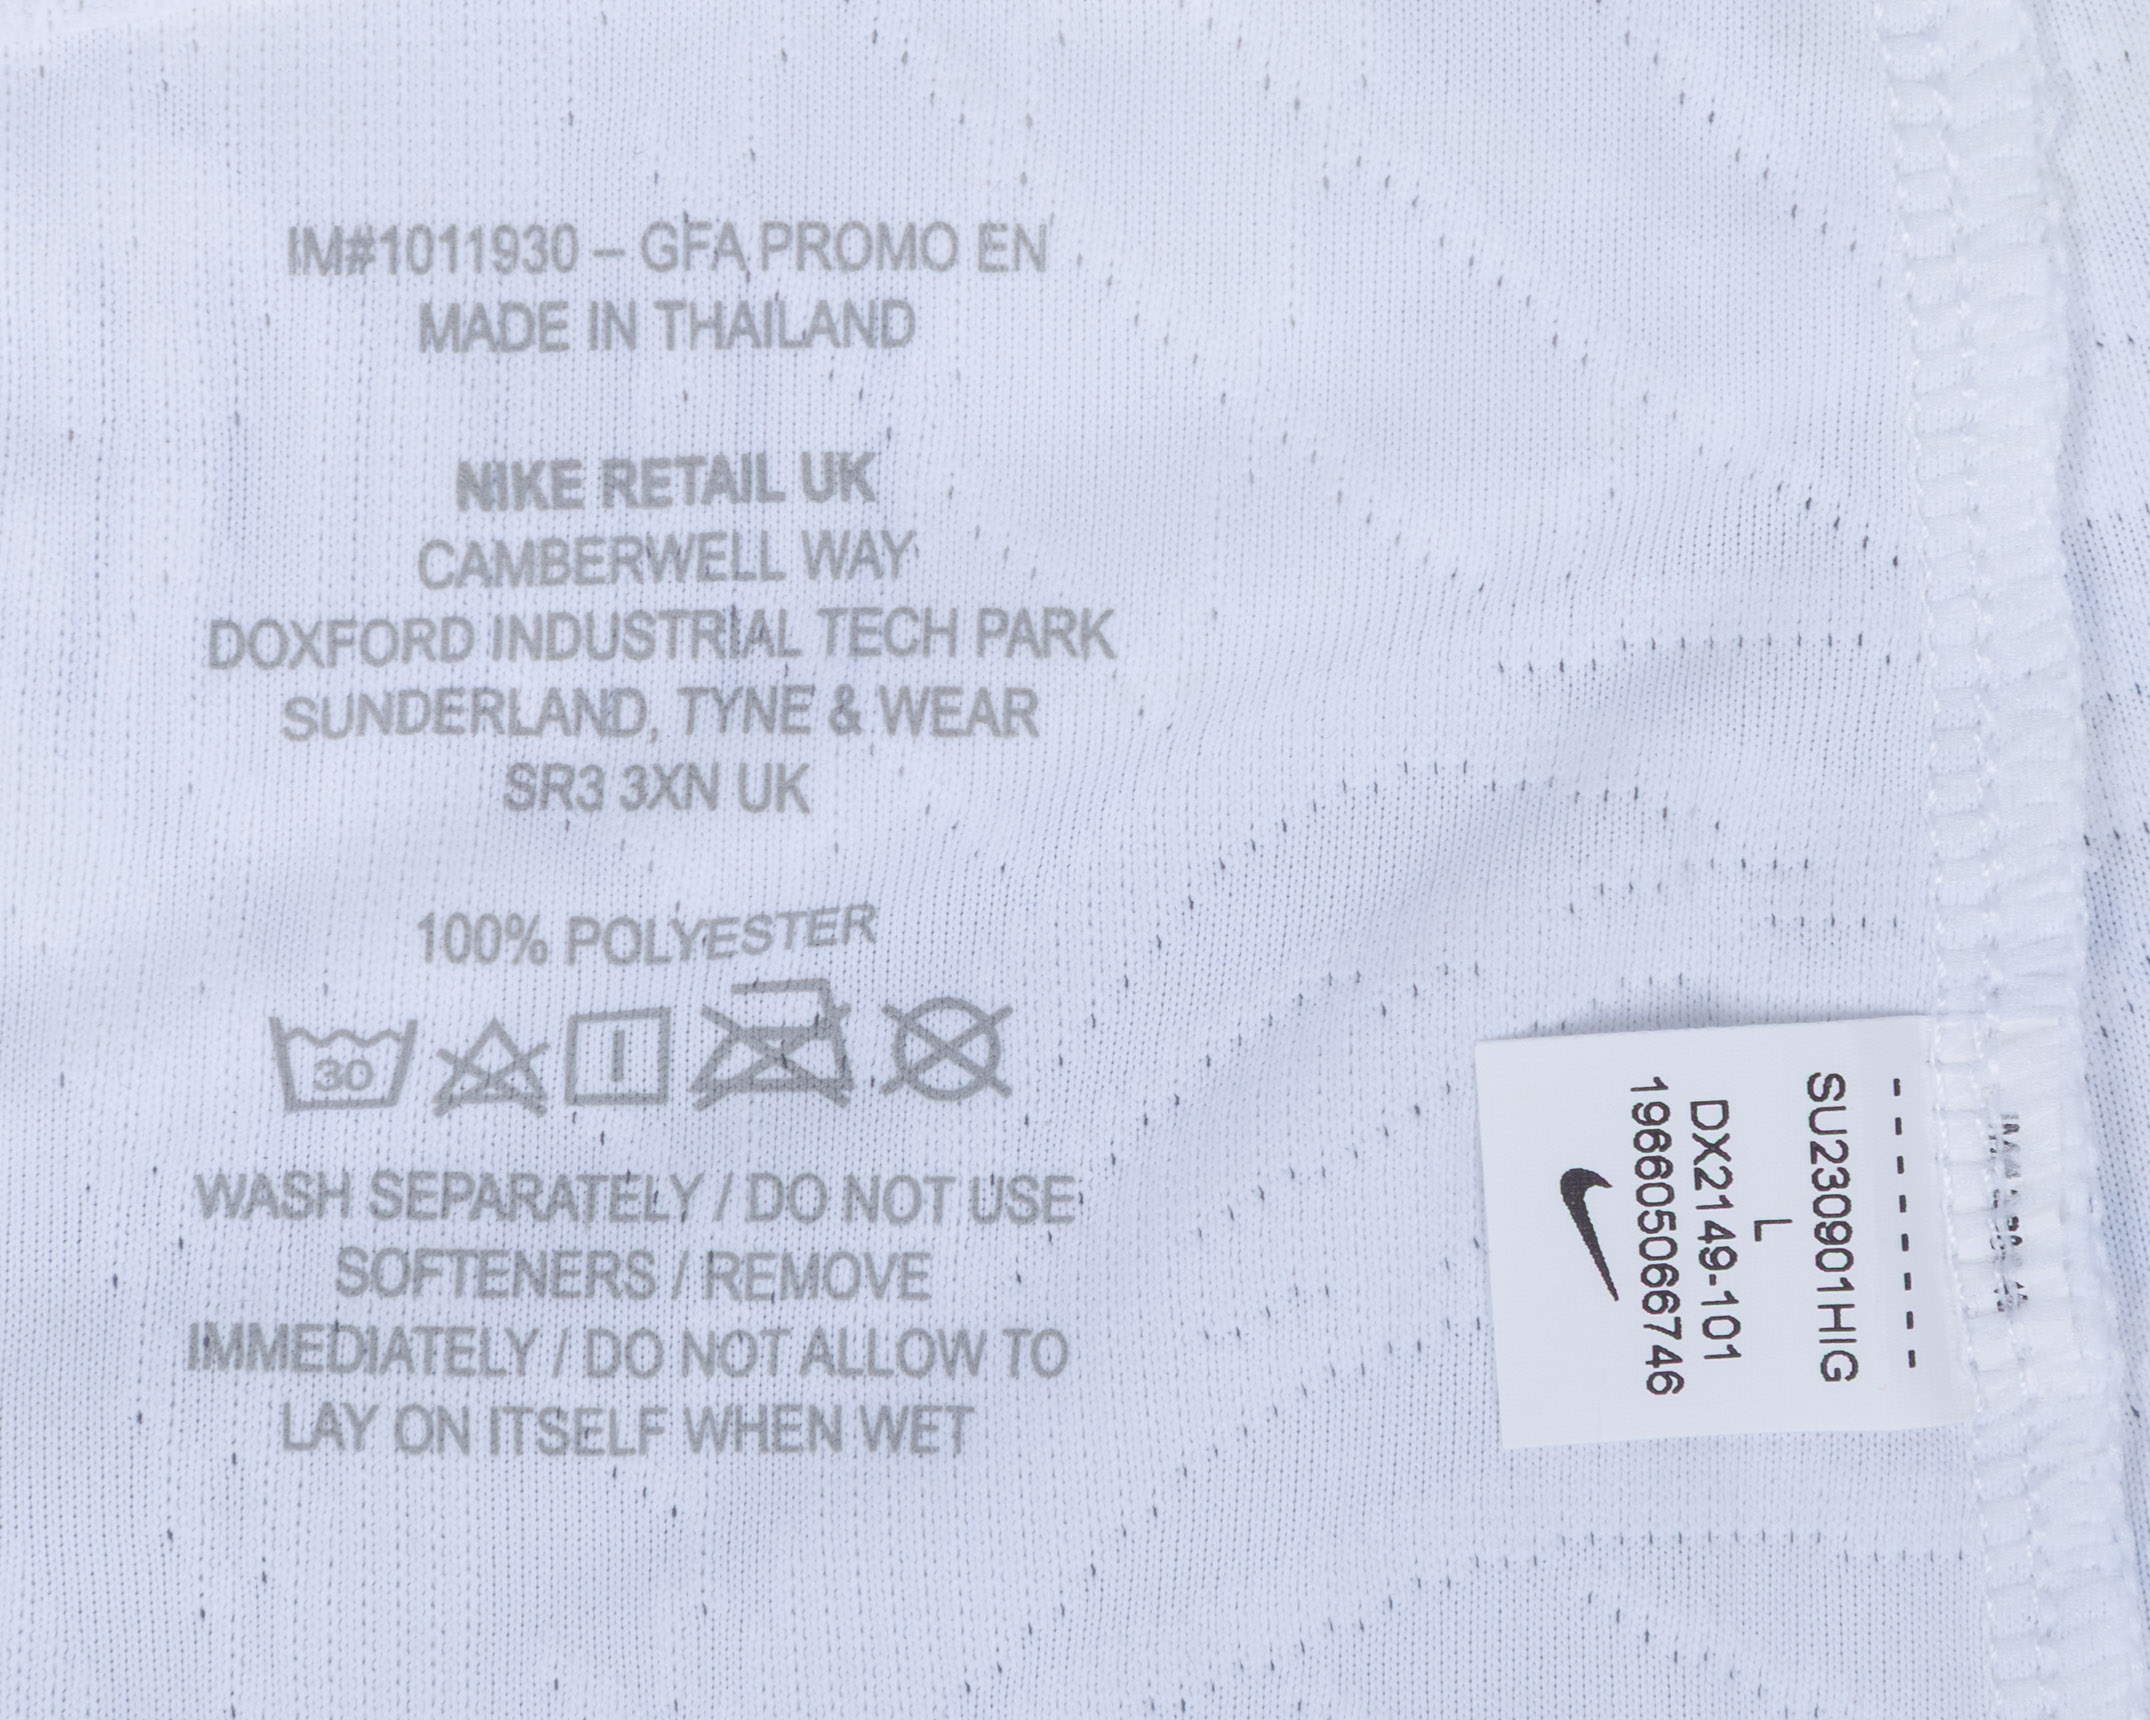 IM#1011930 – GFA PROMO EN
MADE IN THAILAND
NIKE RETAIL UK
CAMBERWELL WAY
DOXFORD INDUSTRIAL TECH PARK
SUNDERLAND, TYNE & WEAR
SR3 3XN UK
100% POLYESTER
30
WASH SEPARATELY / DO NOT USE
SOFTENERS / REMOVE
IMMEDIATELY / DO NOT ALLOW TO
LAY ON ITSELF WHEN WET
SU230901HIG
L
DX2149-101
196605066746